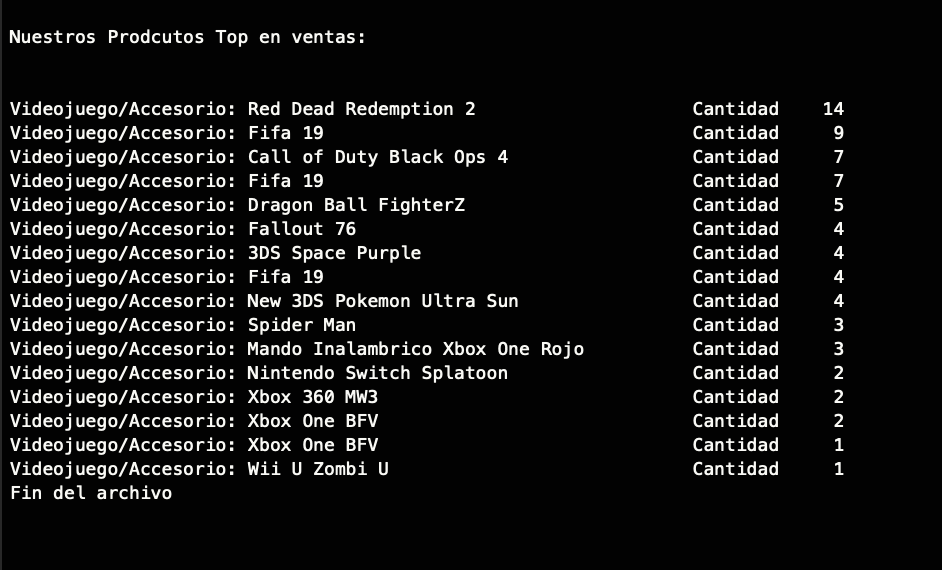 Nuestros Prodcutos Top en ventas:
Videojuego/Accesorio: Red Dead Redemption 2 Cantidad 14
Videojuego/Accesorio: Fifa 19 Cantidad 9
Videojuego/Accesorio: Call of Duty Black Ops 4 Cantidad 7
Videojuego/Accesorio: Fifa 19 Cantidad 7
Videojuego/Accesorio: Dragon Ball FighterZ Cantidad 5
Videojuego/Accesorio: Fallout 76 Cantidad 4
Videojuego/Accesorio: 3DS Space Purple Cantidad 4
Videojuego/Accesorio: Fifa 19 Cantidad 4
Videojuego/Accesorio: New 3DS Pokemon Ultra Sun Cantidad 4
Videojuego/Accesorio: Spider Man Cantidad 3
Videojuego/Accesorio: Mando Inalambrico Xbox One Rojo Cantidad 3
Videojuego/Accesorio: Nintendo Switch Splatoon Cantidad 2
Videojuego/Accesorio: Xbox 360 MW3 Cantidad 2
Videojuego/Accesorio: Xbox One BFV Cantidad 2
Videojuego/Accesorio: Xbox One BFV Cantidad 1
Videojuego/Accesorio: Wii U Zombi U Cantidad 1
Fin del archivo